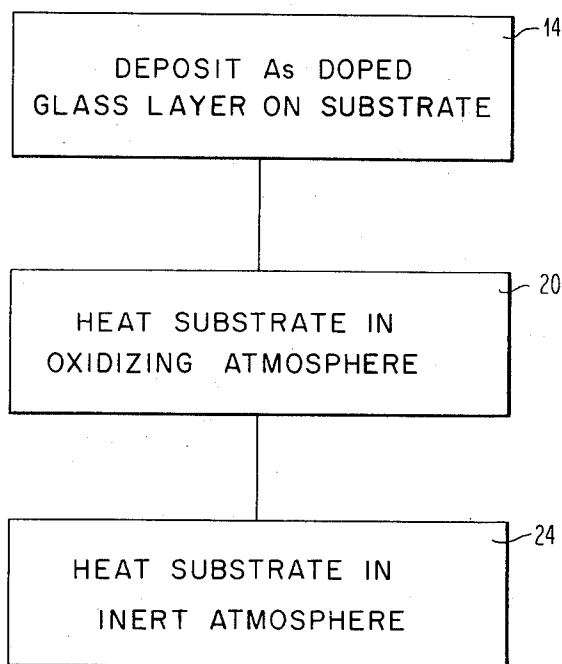 14
DEPOSIT As DOPED
GLASS LAYER ON SUBSTRATE
20
HEAT SUBSTRATE IN
OXIDIZING ATMOSPHERE
24
HEAT SUBSTRATE IN
INERT ATMOSPHERE